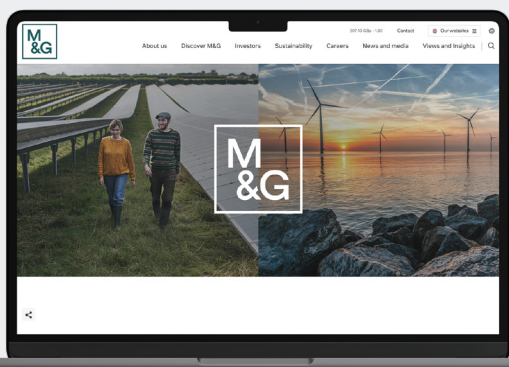 M
&G
Contact
Our websites
About us Discover M&G Investors Sustainability Careers News and media Views and Insights
M
&G